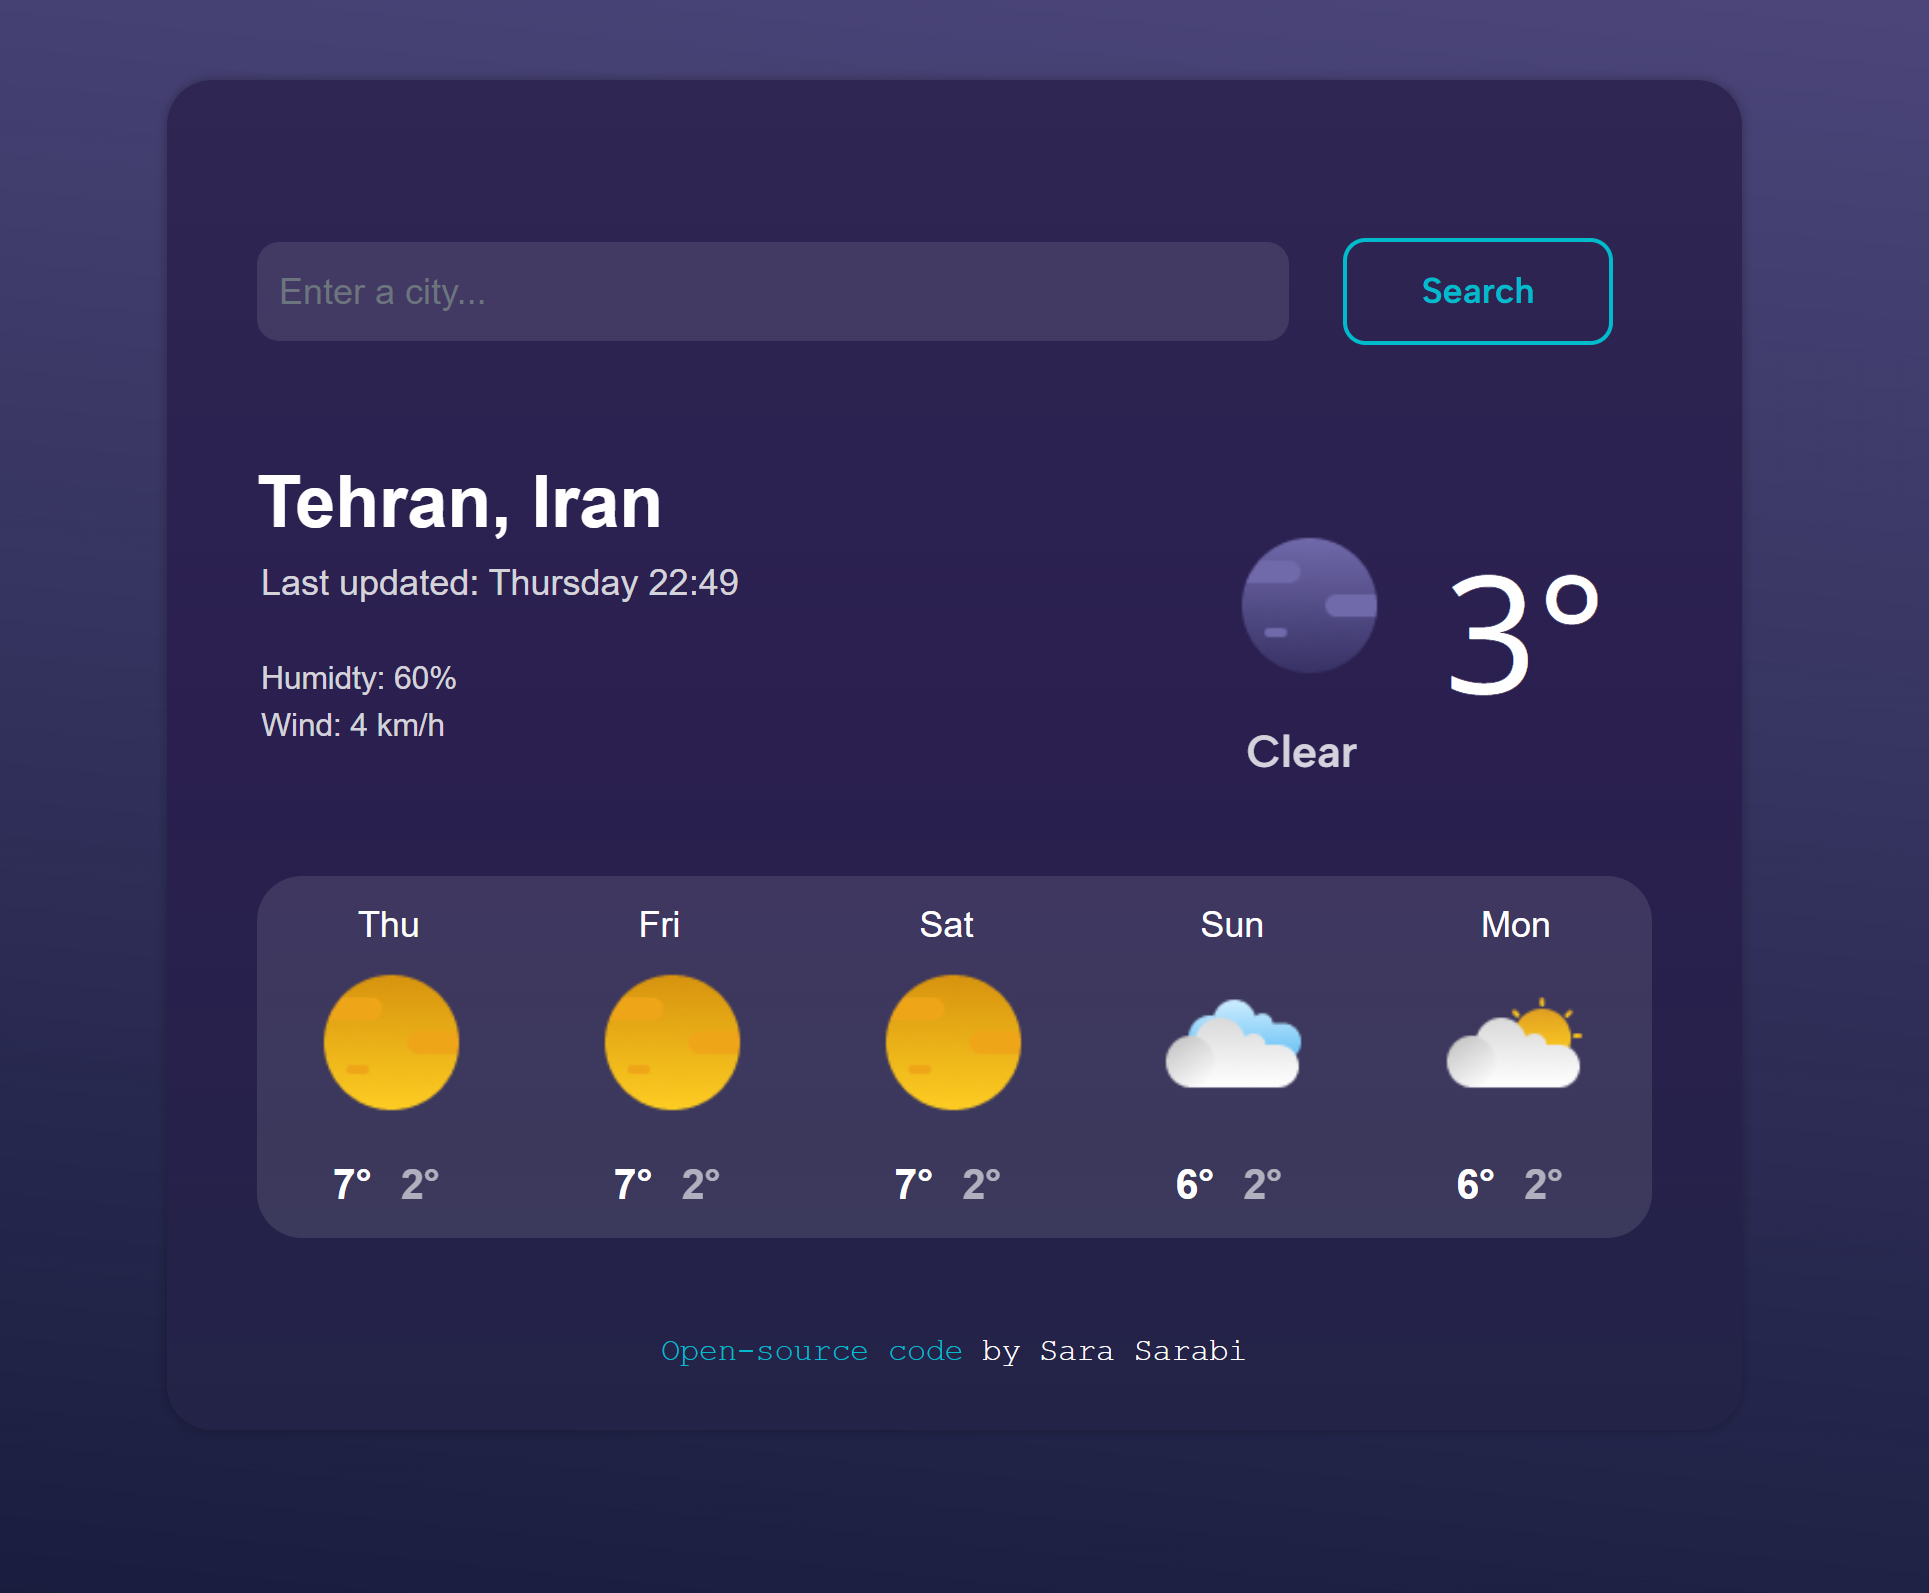 Enter a city...
Search
Tehran, Iran
Last updated: Thursday 22:49
Humidty: 60%
Wind: 4 km/h
3°
Clear
Thu Fri Sat Sun Mon
7° 2° 7° 2° 7° 2° 6° 2° 6° 2°
Open-source code by Sara Sarabi